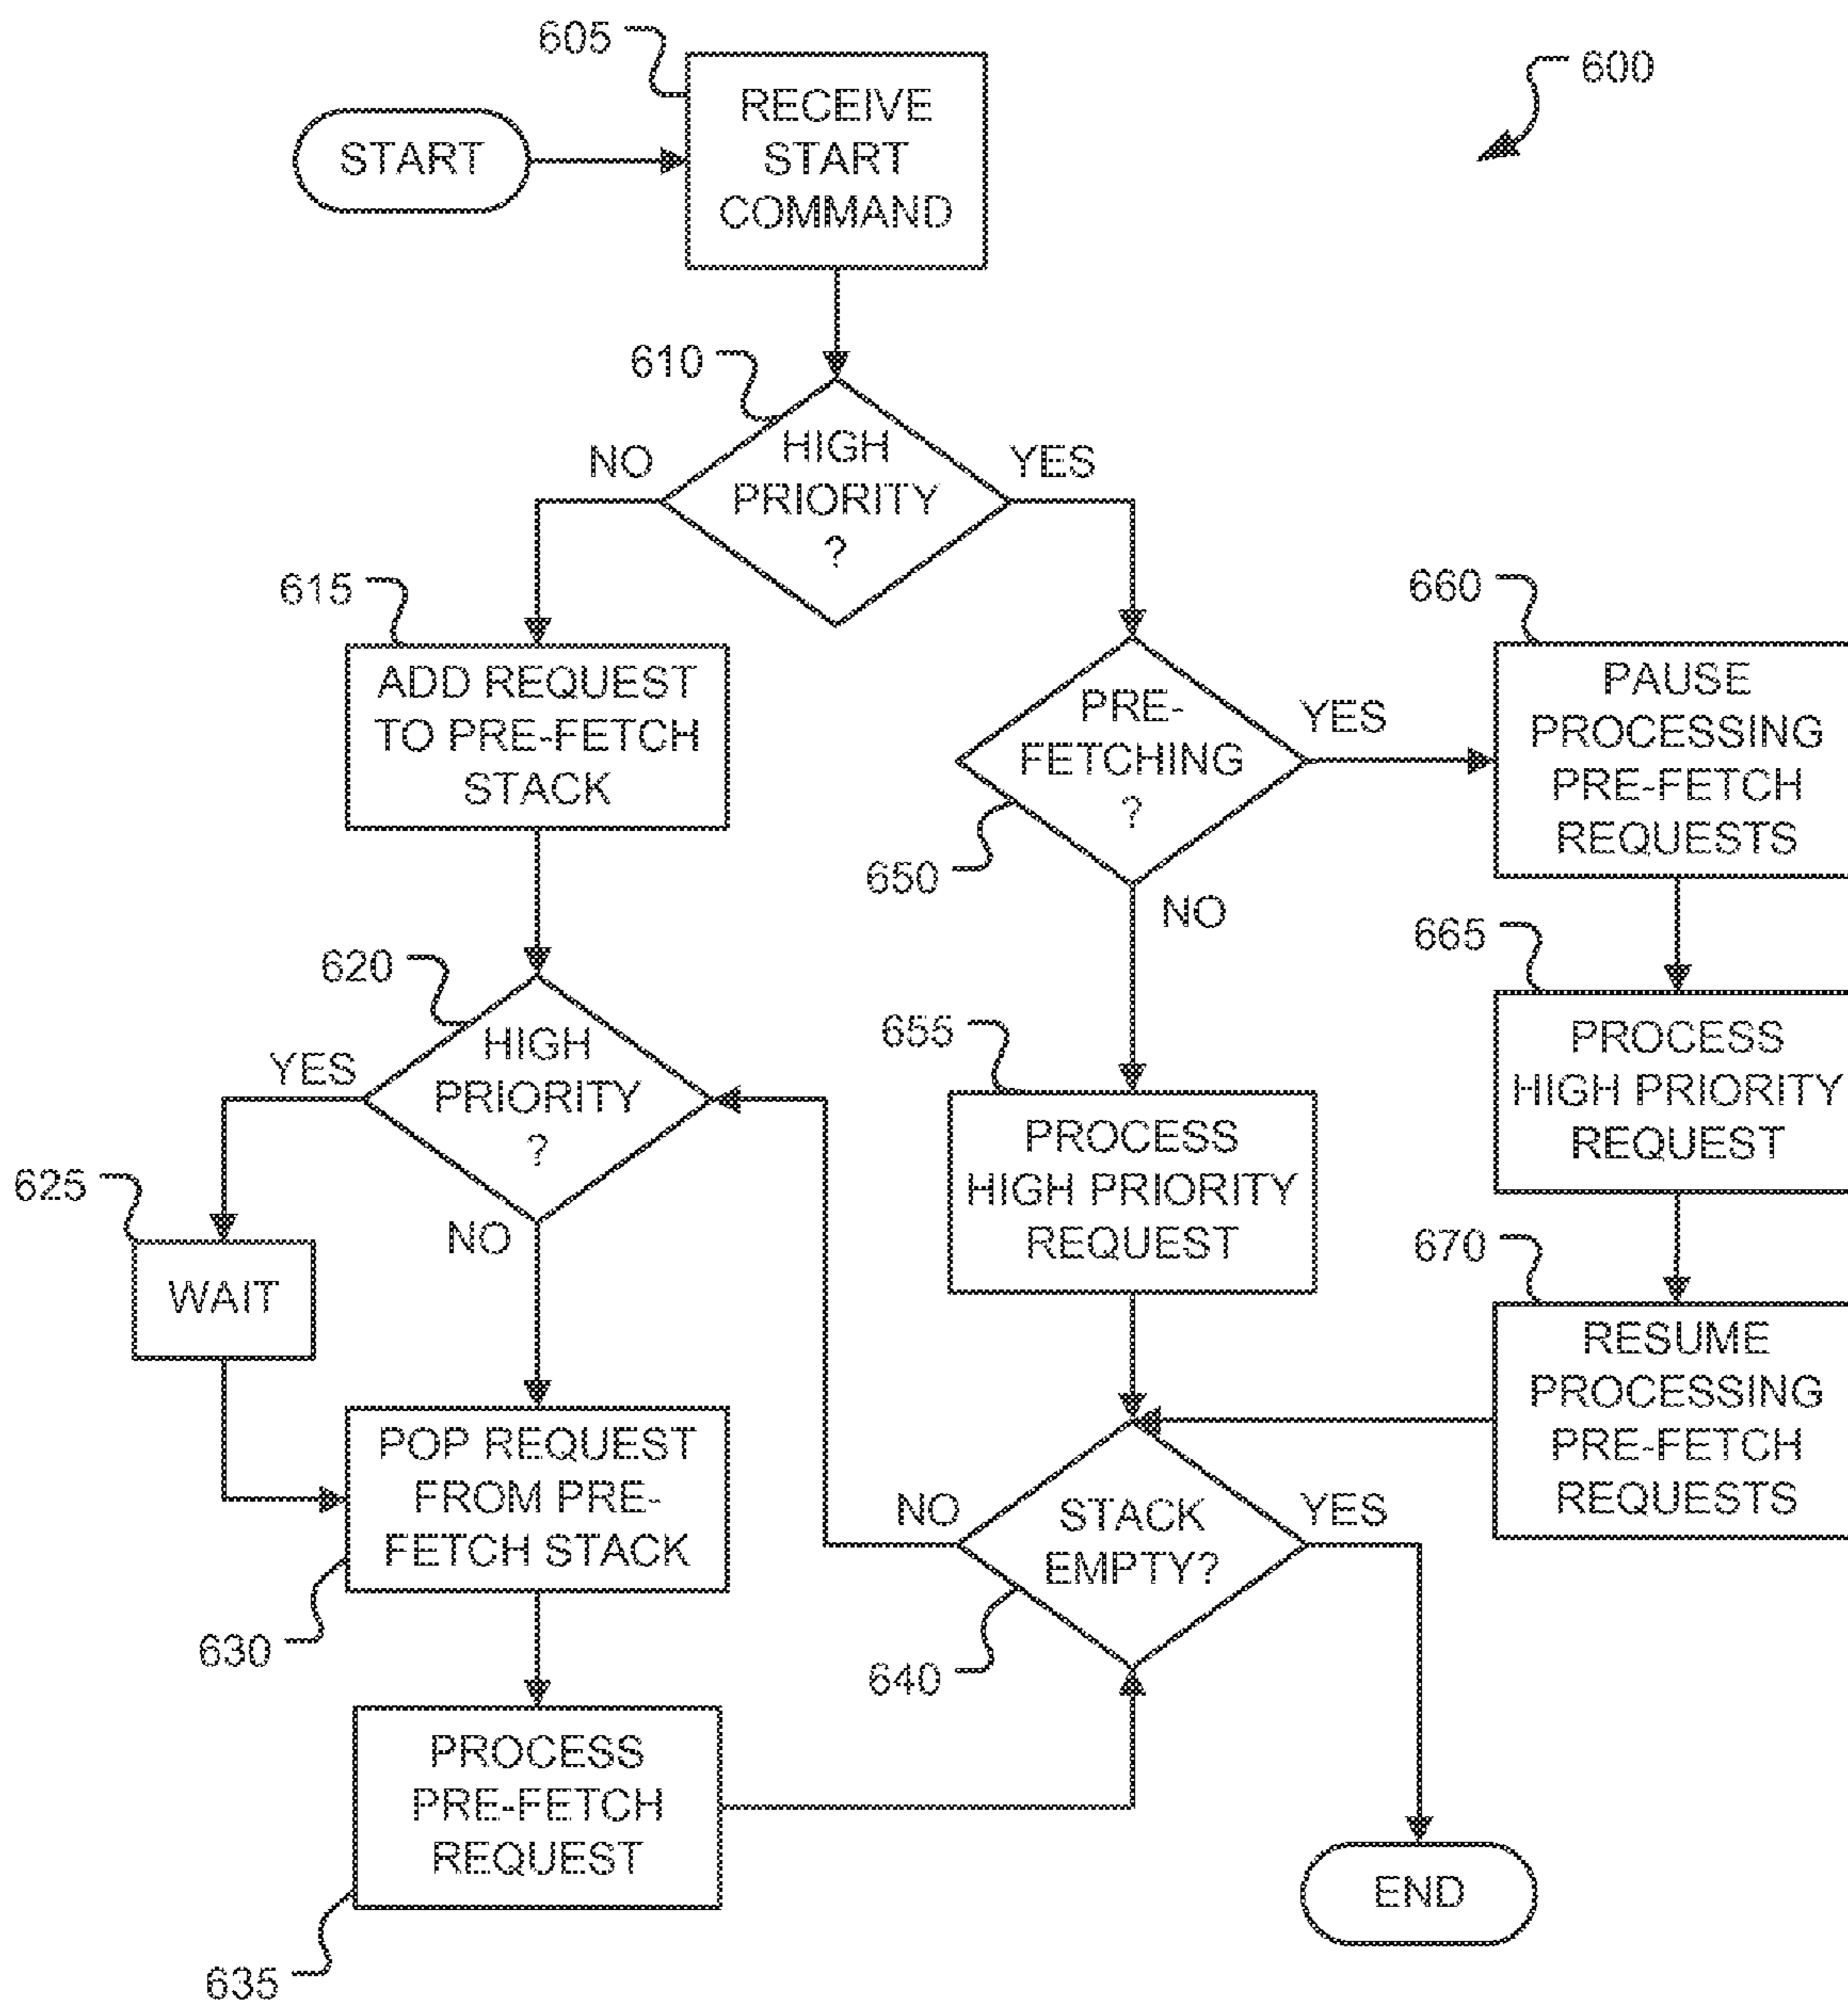 605
600
START
RECEIVE
START
COMMAND
610
NO
HIGH
PRIORITY
?
YES
615
ADD REQUEST
TO PRE-FETCH
STACK
PRE-
FETCHING
?
650
YES
NO
660
PAUSE
PROCESSING
PRE-FETCH
REQUESTS
620
YES
HIGH
PRIORITY
?
NO
655
PROCESS
HIGH PRIORITY
REQUEST
665
PROCESS
HIGH PRIORITY
REQUEST
625
WAIT
670
RESUME
PROCESSING
PRE-FETCH
REQUESTS
POP REQUEST
FROM PRE-
FETCH STACK
630
NO
STACK
EMPTY?
YES
640
PROCESS
PRE-FETCH
REQUEST
635
END